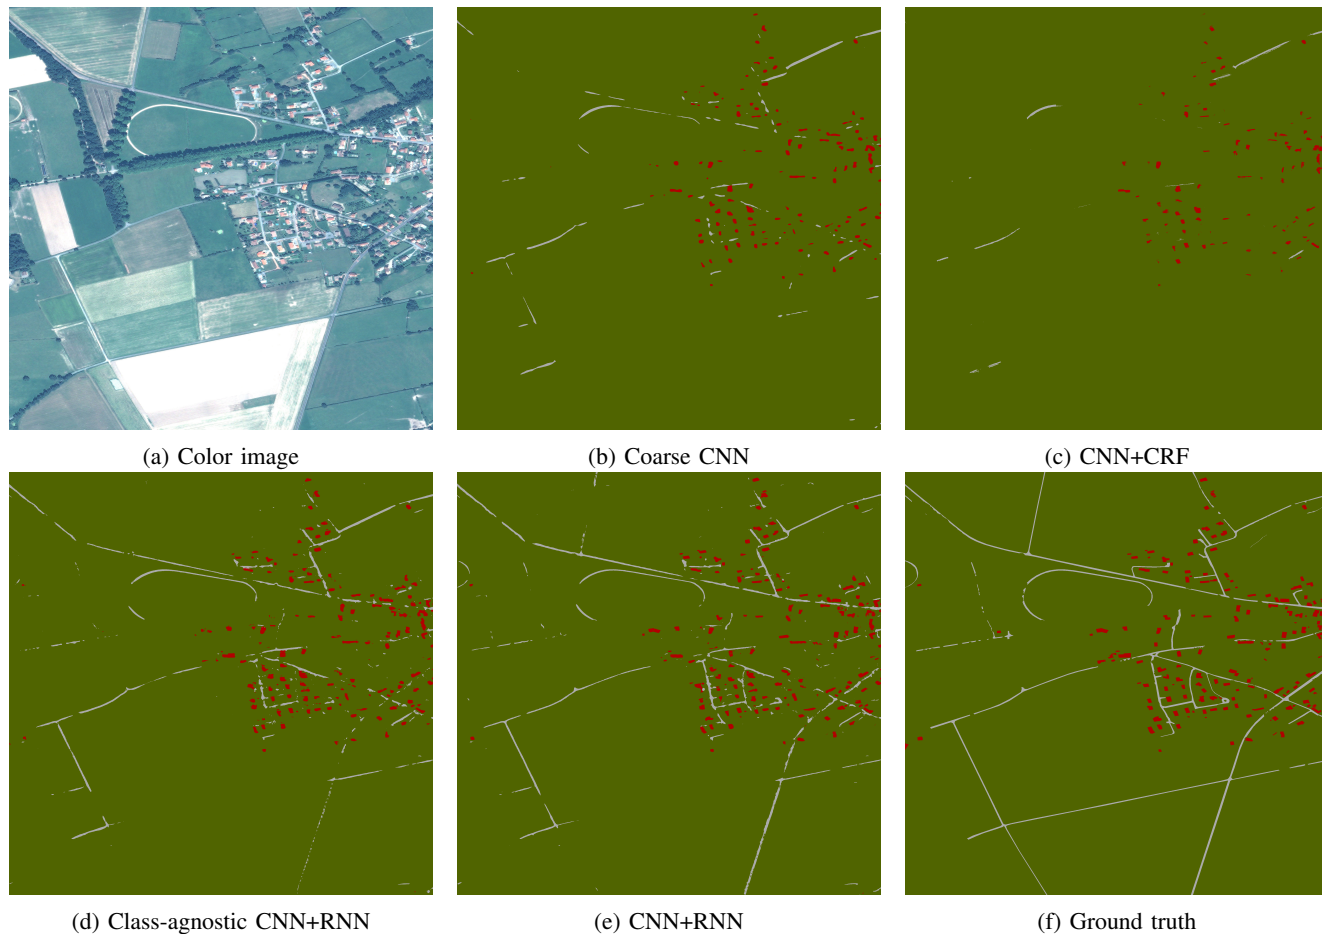 (a) Color image
(b) Coarse CNN
(c) CNN+CRF
(d) Class-agnostic CNN+RNN
(e) CNN+RNN
(f) Ground truth